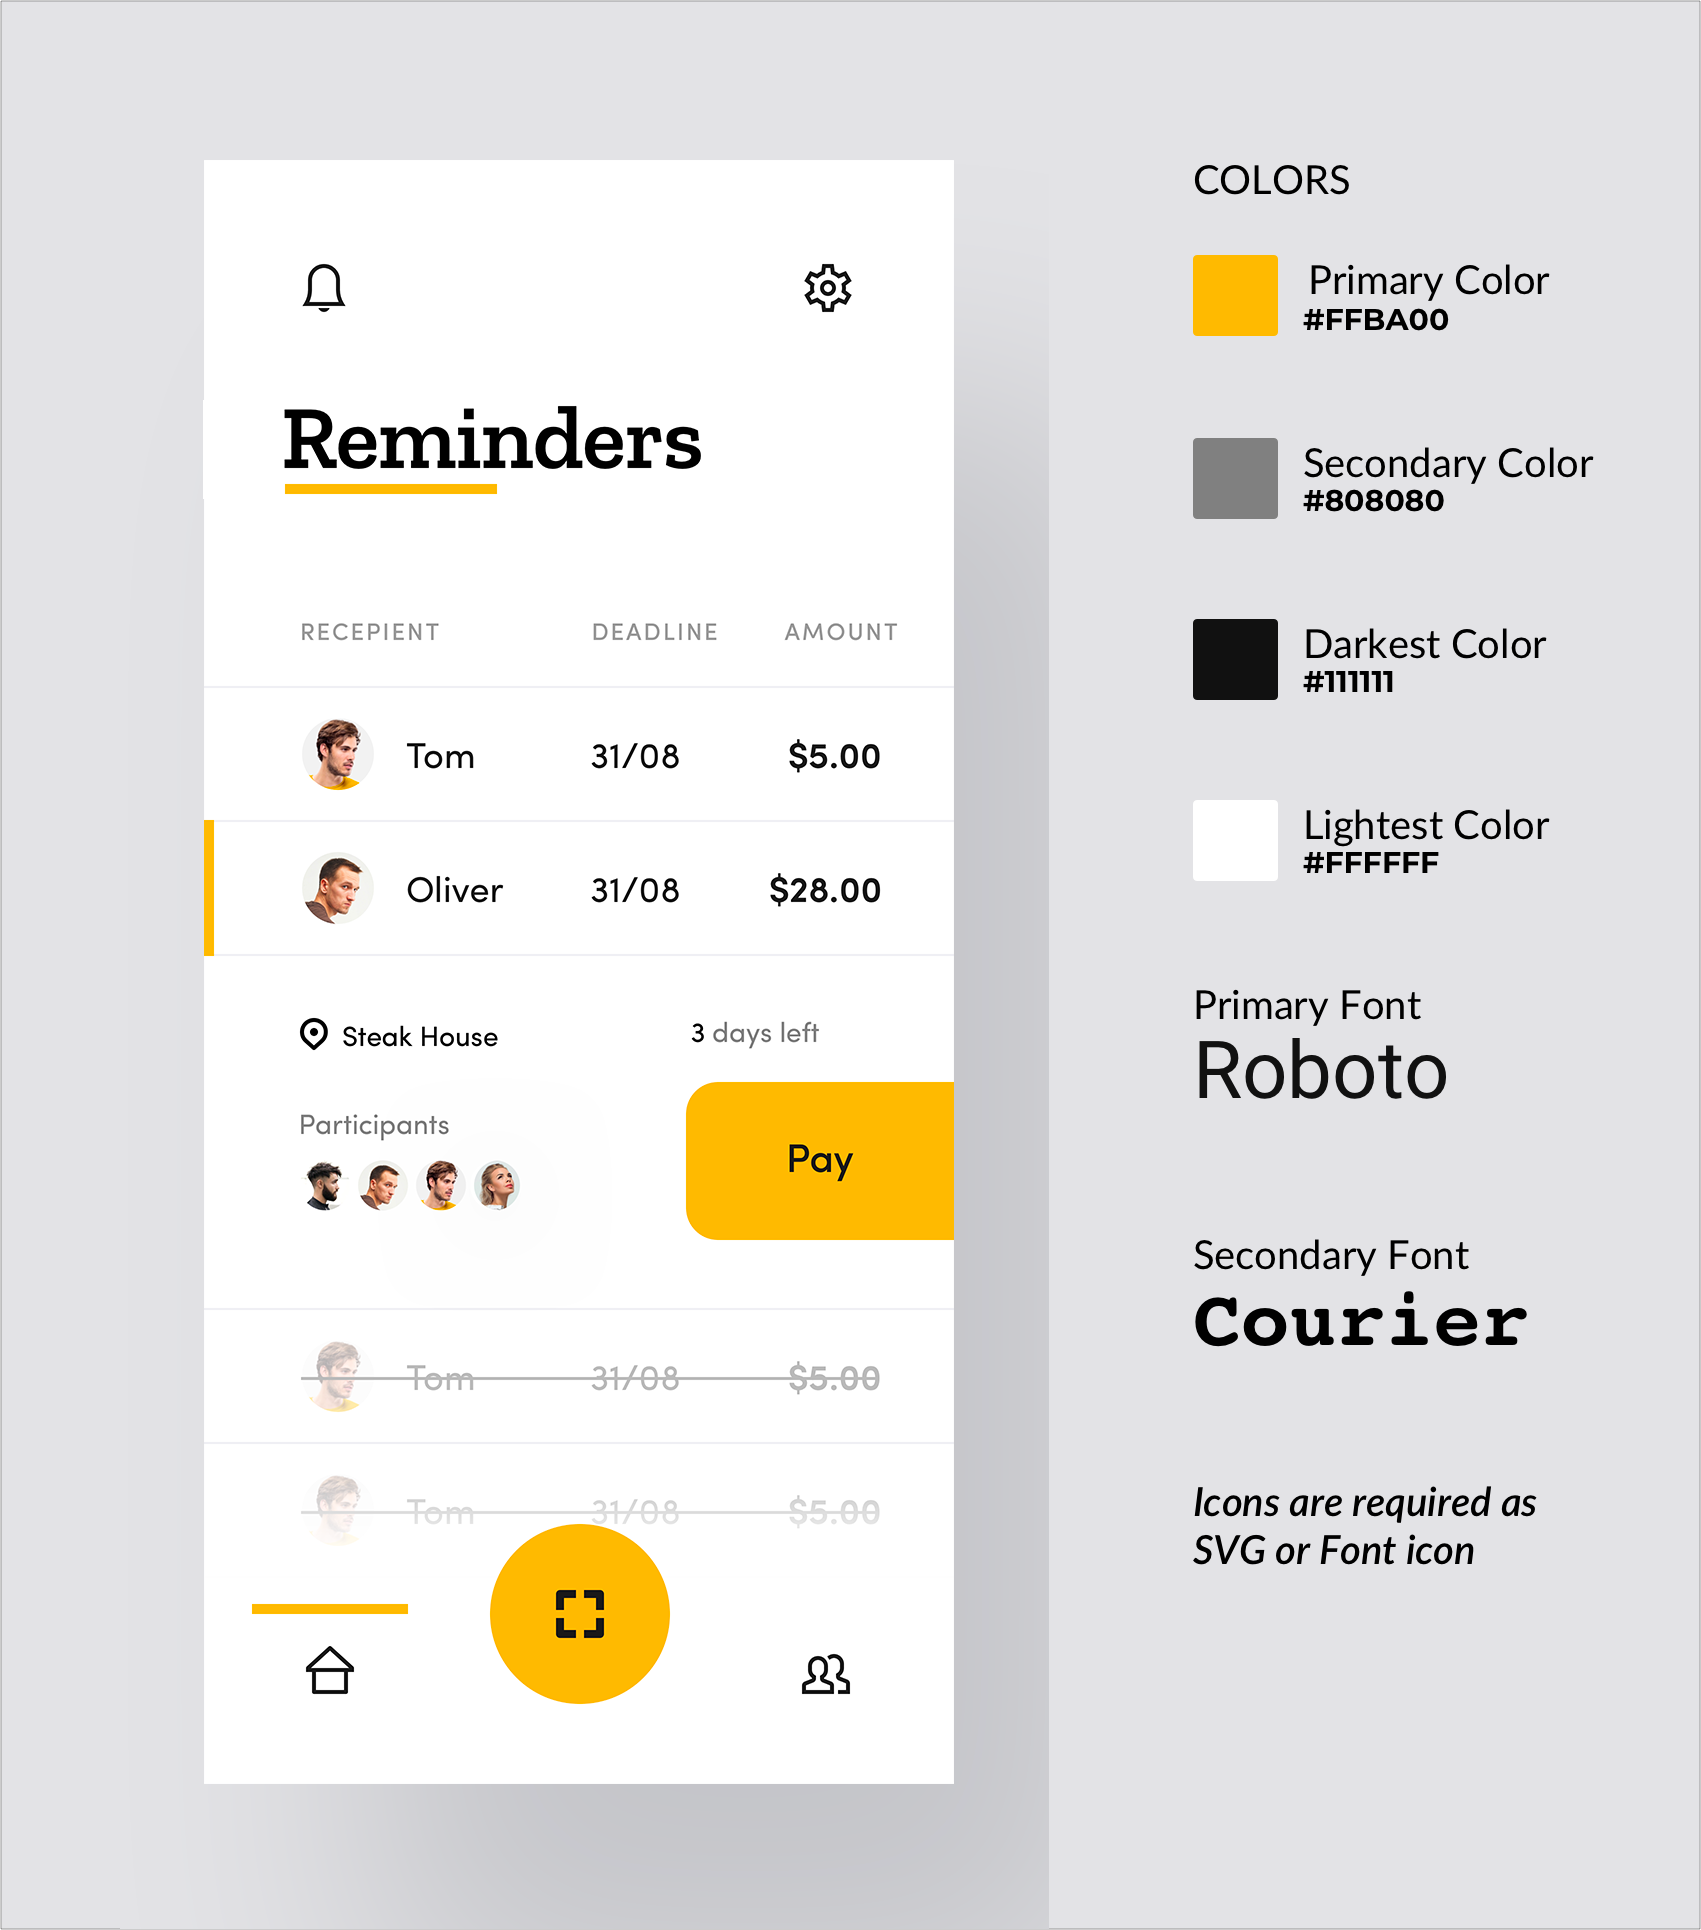 Reminders
RECEPIENT DEADLINE AMOUNT
Tom 31/08 $5.00
Oliver 31/08 $28.00
Steak House 3 days left
Participants
Pay
Tom 31/08 $5.00
Tom 31/08 $5.00
COLORS
Primary Color
#FFBA00
Secondary Color
#808080
Darkest Color
#111111
Lightest Color
#FFFFFF
Primary Font
Roboto
Secondary Font
Courier
Icons are required as
SVG or Font icon